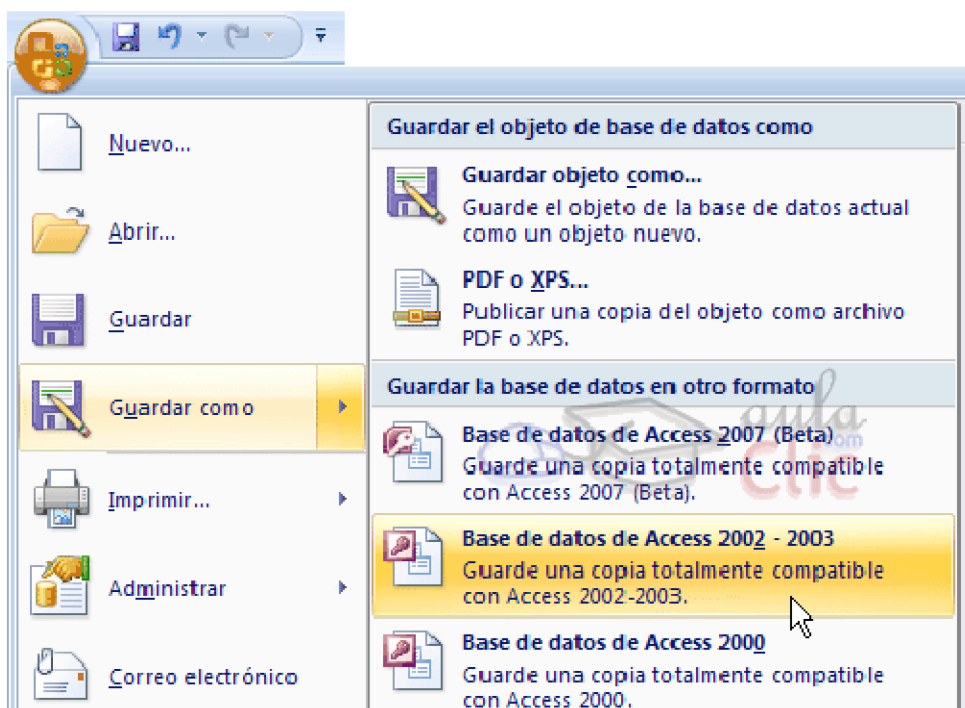 Nuevo...
Abrir...
Guardar
Guardar como
Imprimir...
Administrar
Correo electrónico
Guardar el objeto de base de datos como
Guardar objeto como...
Guarde el objeto de la base de datos actual
como un objeto nuevo.
PDF o XPS...
Publicar una copia del objeto como archivo
PDF o XPS.
Guardar la base de datos en otro formato
Base de datos de Access 2007 (Beta)
Guarde una copia totalmente compatible
con Access 2007 (Beta).
Base de datos de Access 2002 - 2003
Guarde una copia totalmente compatible
con Access 2002-2003.
Base de datos de Access 2000
Guarde una copia totalmente compatible
con Access 2000.
aula
Clic
.com